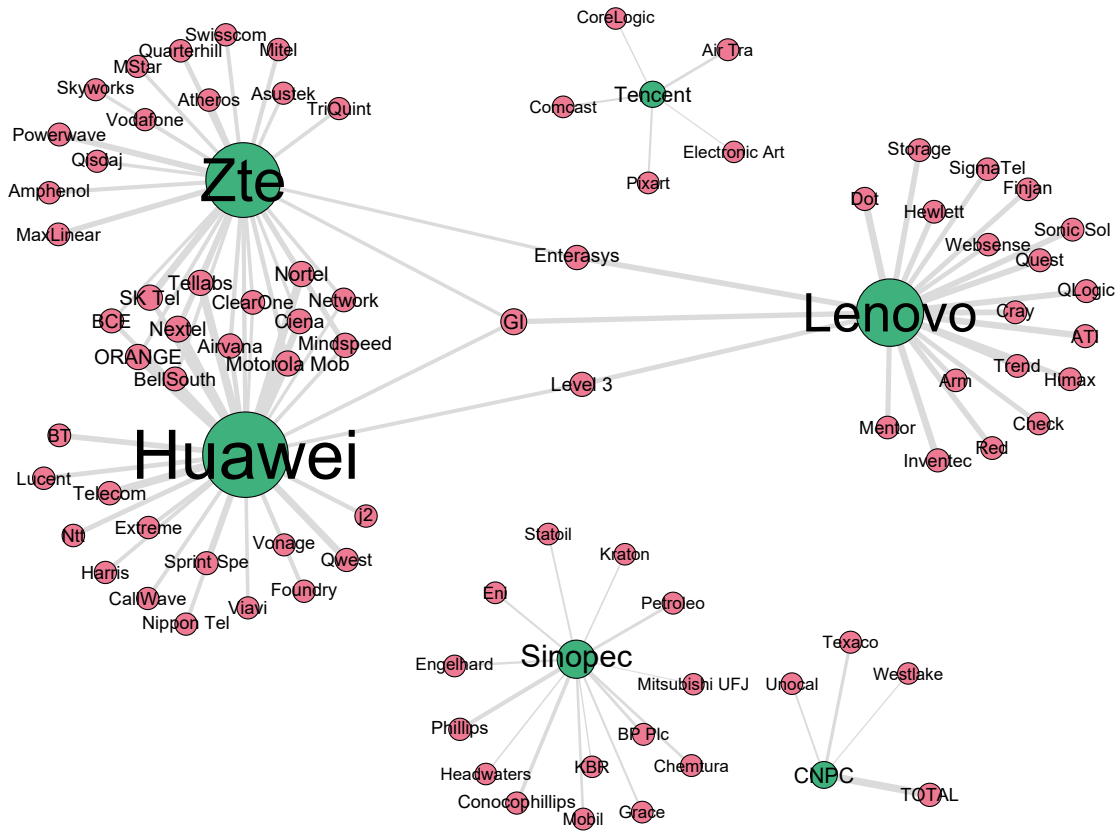 CoreLogic
Swisscom
Quarterhill
Mitel
Air Tra
MStar
Skyworks
Atheros
Asustek
Tencent
Comcast
TriQunt
Vodafone
Powerwave
Storage
Electronic Art
Qisdaj
SigmaTel
Zte
Pixart
Finjan
Amphenol
Dot
Hewlett
Sonic Sol
MaxLinear
Websense
Enterasys
Quest
Nortel
Tellabs
QLogic
SK Tel
ClearOne
Network
Cray
Lenovo
BCE
Ciena
GI
Nextel
ATI
Airvana
Mindspeed
ORANGE
Motorola Mob
Trend
BellSouth
Himax
Level 3
Arm
Check
Mentor
BT
Red
Huawei
Inventec
Lucent
Telecom
j2
Extreme
Ntt
Statoil
Vonage
Kraton
Sprint Spe
Qwest
Harris
Foundry
Eni
CallWave
Petroleo
Viavi
Nippon Tel
Texaco
Sinopec
Engelhard
Westlake
Mitsubishi UFJ
Unocal
Phillips
BP Plc
KBR
Chemtura
Headwaters
CNPC
TOTAL
Conocophillips
Grace
Mobil